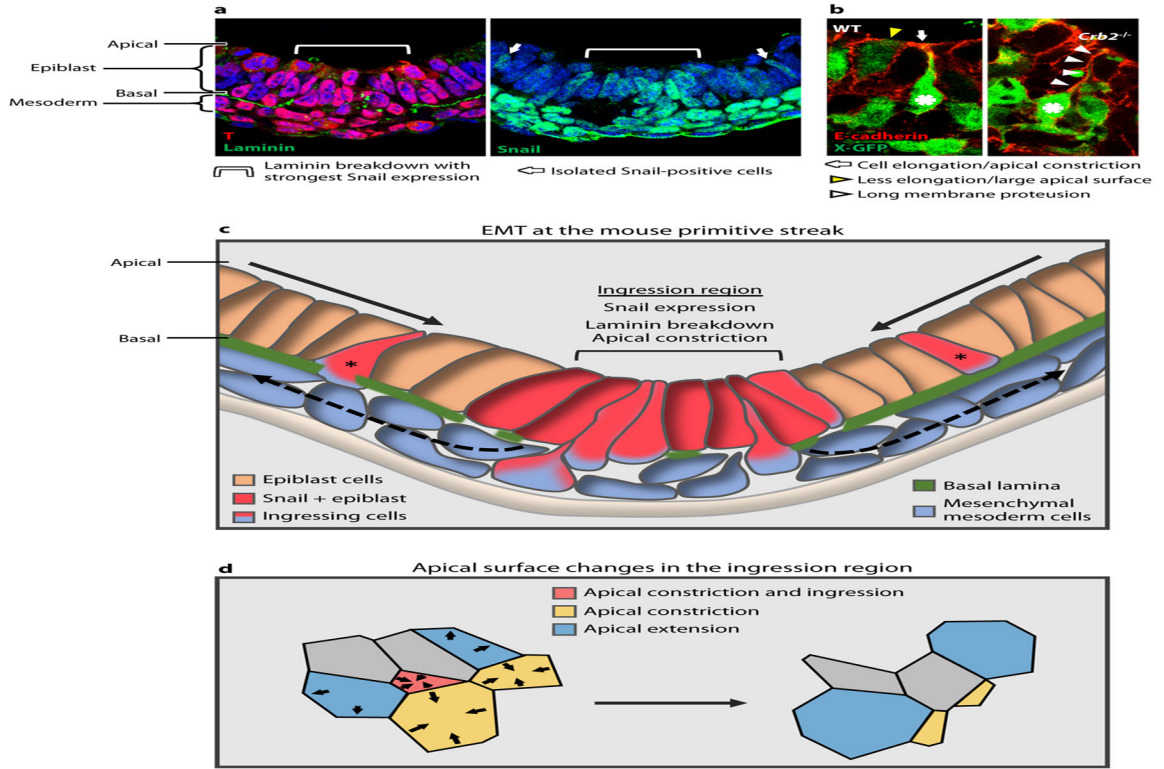 a
b
Apical
Epiblast
Basal
Mesoderm
T
Laminin
Snail
WT
Crb2-/-
E-cadherin
X-GFP
Laminin breakdown with
strongest Snail expression
Isolated Snail-positive cells
Cell elongation/apical constriction
Less elongation/large apical surface
Long membrane proteusion
c
EMT at the mouse primitive streak
Apical
Basal
Ingression region
Snail expression
Laminin breakdown
Apical constriction
*
*
Epiblast cells
Snail + epiblast
Ingressing cells
Basal lamina
Mesenchymal
mesoderm cells
d
Apical surface changes in the ingression region
Apical constriction and ingression
Apical constriction
Apical extension